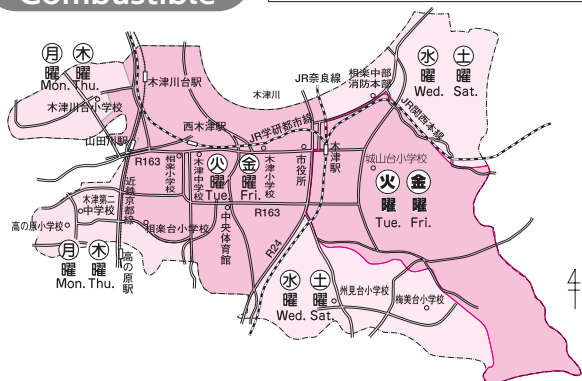 Combustible
月 木
曜 曜
Mon. Thu.
木津川台小学校
木津川台駅
木津川
JR奈良線
相楽中部
消防本部
水 土
曜 曜
Wed. Sat.
JR関西本線
山田川駅
西木津駅
JR学研都市線
R163
相楽小学校
木津中学校
火 金
曜 曜
Tue. Fri.
木津小学校
市役所
木津駅
城山台小学校
火 金
曜 曜
Tue. Fri.
近鉄京都線
木津第二
中学校
高の原小学校
相楽台小学校
中央体育館
R163
月 木
曜 曜
Mon. Thu.
高の原駅
R24
水 土
曜 曜
Wed. Sat.
州見台小学校
梅美台小学校
4